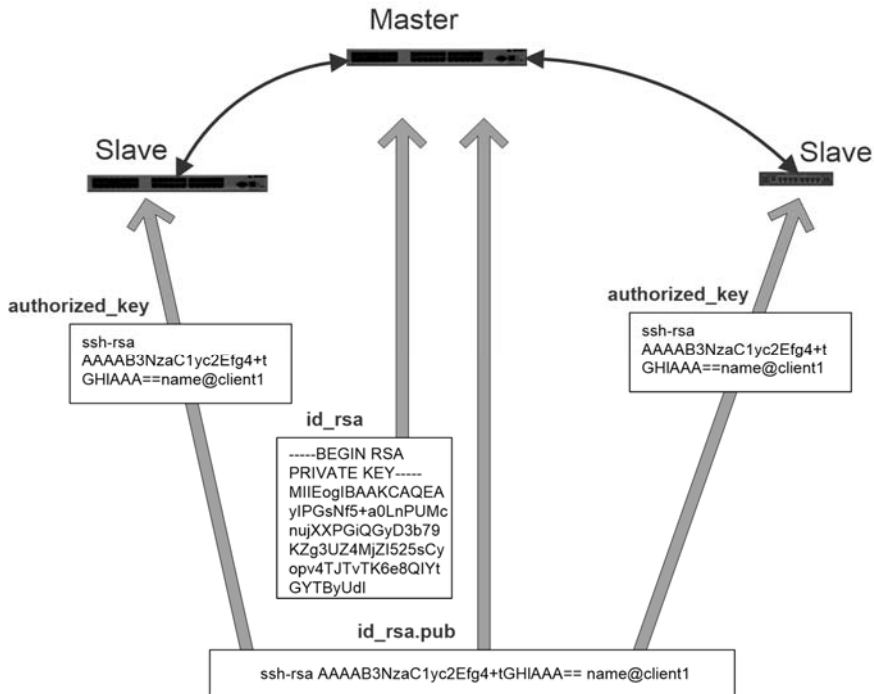 Master
Slave
Slave
authorized_key
ssh-rsa
AAAAB3NzaC1yc2Efg4+t
GHIAAA==name@client1
authorized_key
ssh-rsa
AAAAB3NzaC1yc2Efg4+t
GHIAAA==name@client1
id_rsa
-----BEGIN RSA
PRIVATE KEY-----
MIIEogIBAAKCAQEA
yIPGsNf5+a0LnPUMc
nujXXPGiQGyD3b79
KZg3UZ4MjZI525sCy
opv4TJTvTK6e8QIYt
GYTByUdI
id_rsa.pub
ssh-rsa AAAAB3NzaC1yc2Efg4+tGHIAAA== name@client1